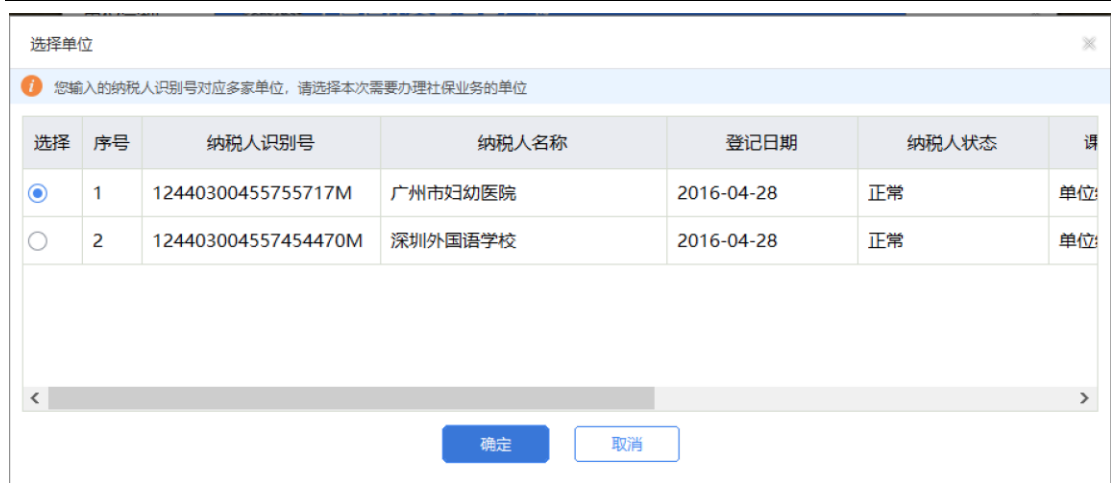 选择单位
您输入的纳税人识别号对应多家单位，请选择本次需要办理社保业务的单位
选择 序号 纳税人识别号 纳税人名称 登记日期 纳税人状态 课
1 12440300455755717M 广州市妇幼医院 2016-04-28 正常 单位
2 124403004557454470M 深圳外国语学校 2016-04-28 正常 单位
确定 取消